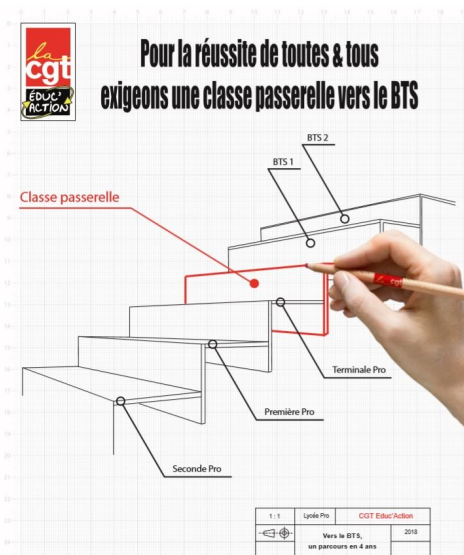 la
cgt
ÉDUC'
ACTION
Pour la réussite de toutes & tous
exigeons une classe passerelle vers le BTS
BTS 2
BTS 1
Classe passerelle
cgt
Terminale Pro
Première Pro
Seconde Pro
1 : 1 Lycée Pro CGT Educ'Action
Vers le BTS, 2018
un parcours en 4 ans